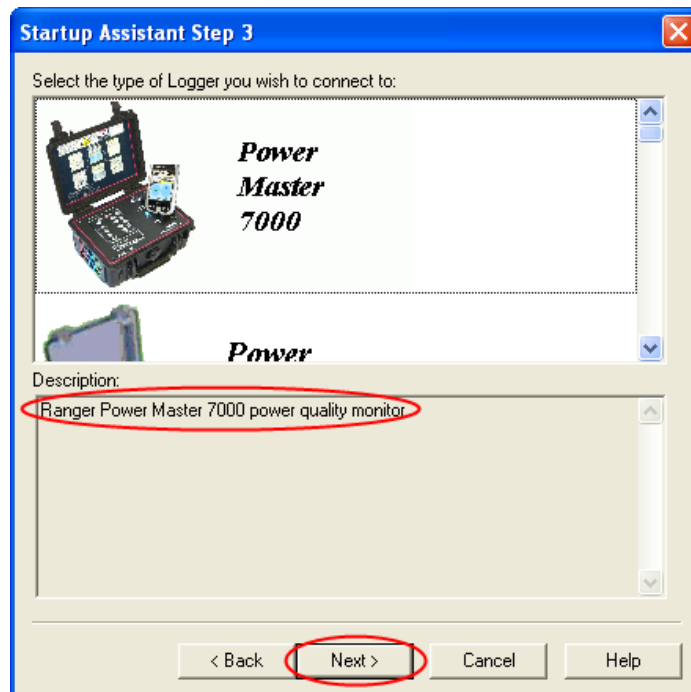 Startup Assistant Step 3
Select the type of Logger you wish to connect to:
Power
Master
7000
Power
Description:
Ranger Power Master 7000 power quality monitor
< Back
Next >
Cancel
Help